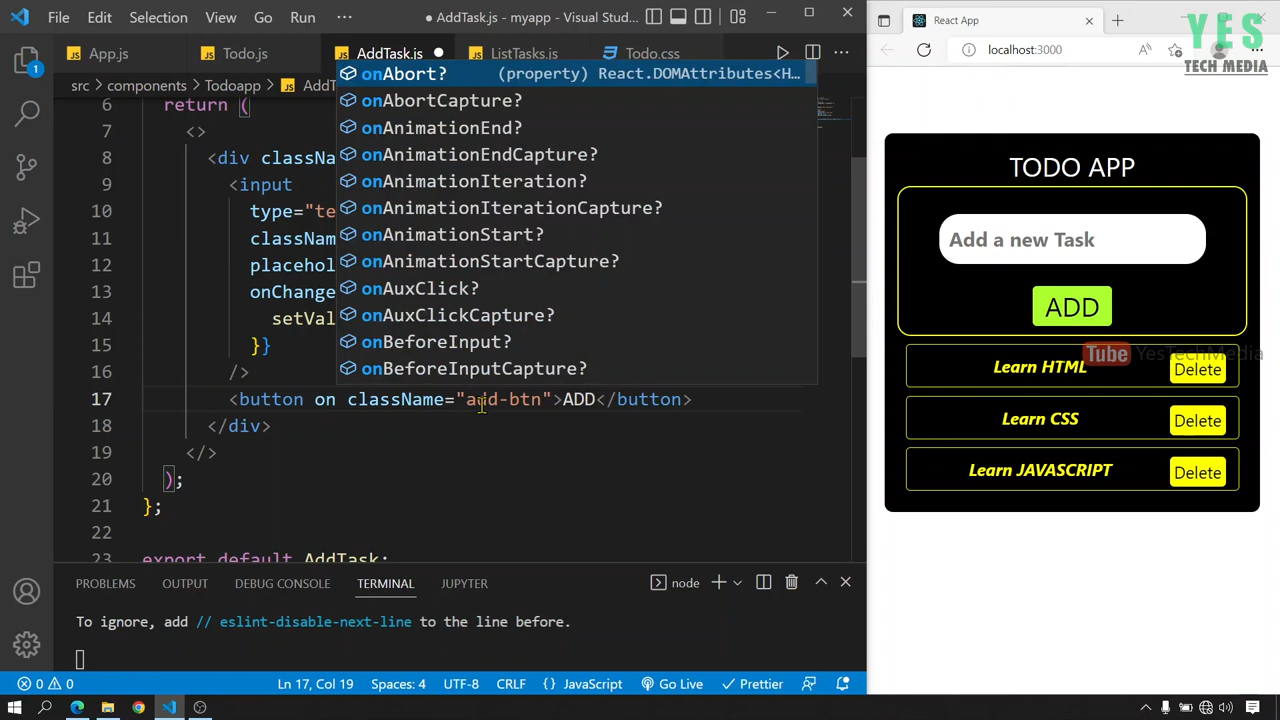 File Edit Selection View Go Run ··· ● AddTask.js - myapp - Visual Stud...
App.js Todo.js AddTask.js ● ListTasks.js Todo.css
src > components > Todoapp >
6 return (
7 <>
8 <div classNa
9 <input
10 type="te
11 classNam
12 placehol
13 onChange
14 setVal
15 }}
16 />
17 <button on className="add-btn">ADD</button>
18 </div>
19 </>
20 );
21 };
22
23 export default AddTask;
onAbort? (property) React.DOMAttributes<H...
onAbortCapture?
onAnimationEnd?
onAnimationEndCapture?
onAnimationIteration?
onAnimationIterationCapture?
onAnimationStart?
onAnimationStartCapture?
onAuxClick?
onAuxClickCapture?
onBeforeInput?
onBeforeInputCapture?
PROBLEMS OUTPUT DEBUG CONSOLE TERMINAL JUPYTER node
To ignore, add // eslint-disable-next-line to the line before.
0 0 Ln 17, Col 19 Spaces: 4 UTF-8 CRLF {} JavaScript Go Live Prettier
React App
localhost:3000
YES
TECH MEDIA
TODO APP
Add a new Task
ADD
Tube YesTechMedia
Learn HTML Delete
Learn CSS Delete
Learn JAVASCRIPT Delete